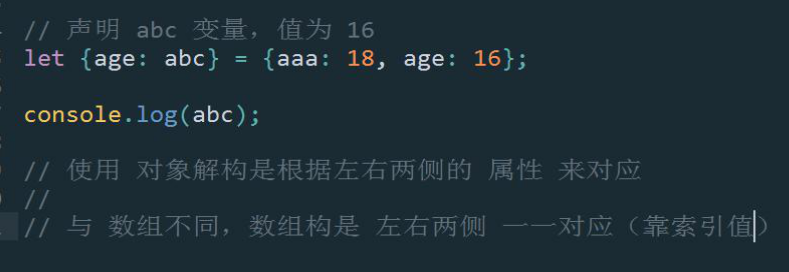 // 声明 abc 变量，值为 16
let {age: abc} = {aaa: 18, age: 16};
console.log(abc);
// 使用 对象解构是根据左右两侧的 属性 来对应
//
// 与 数组不同，数组构是 左右两侧 一一对应（靠索引值）